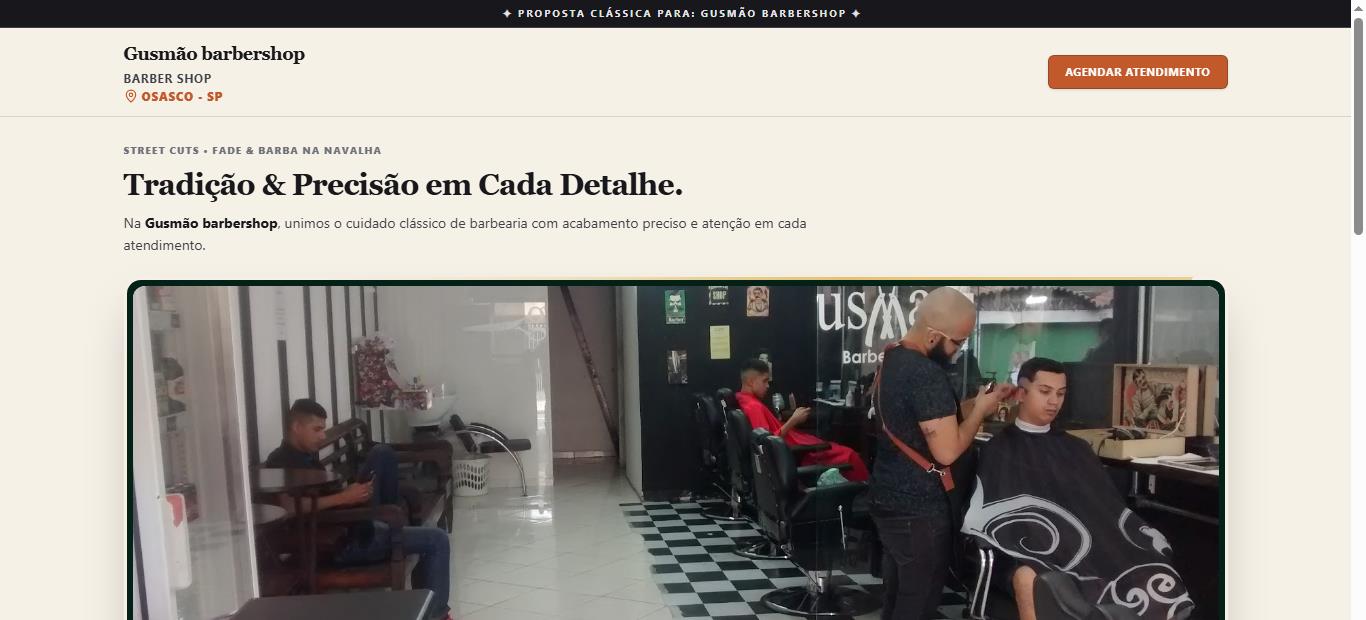 ✦ PROPOSTA CLÁSSICA PARA: GUSMÃO BARBERSHOP ✦
Gusmão barbershop
BARBER SHOP
OSASCO - SP
AGENDAR ATENDIMENTO
STREET CUTS • FADE & BARBA NA NAVALHA
Tradição & Precisão em Cada Detalhe.
Na Gusmão barbershop, unimos o cuidado clássico de barbearia com acabamento preciso e atenção em cada
atendimento.